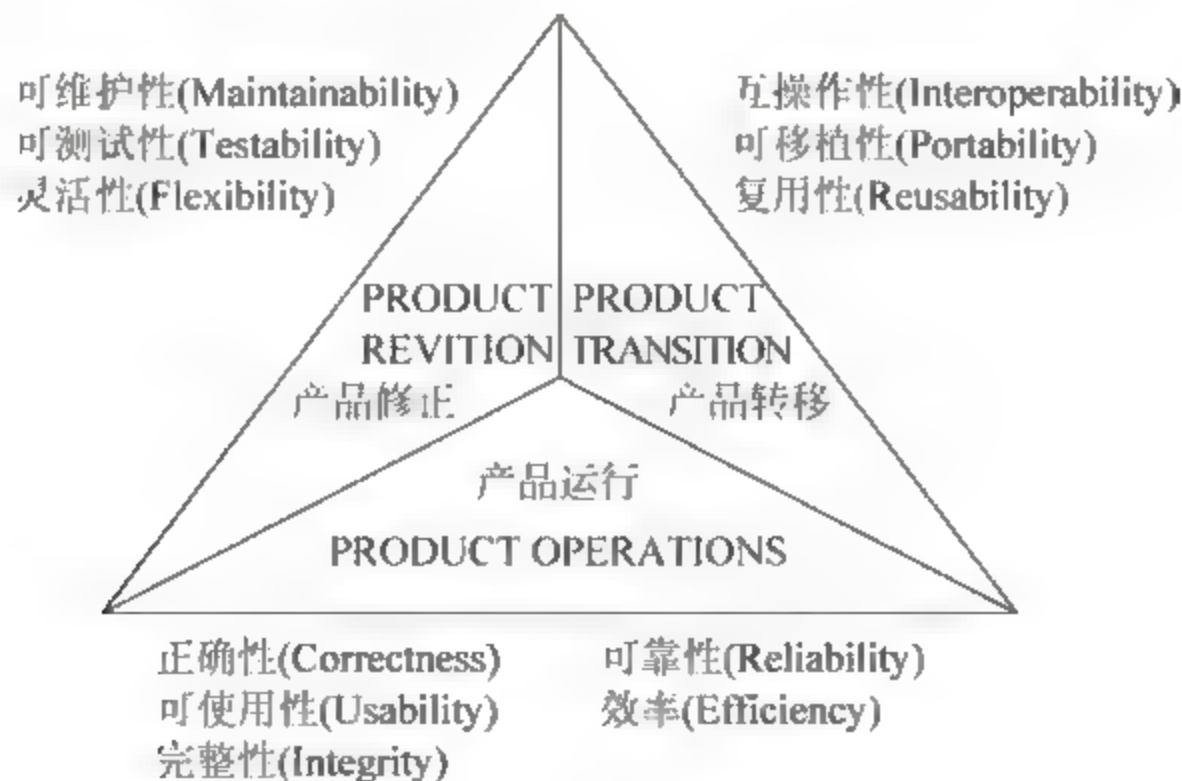 可维护性(Maintainability)
可测试性(Testability)
灵活性(Flexibility)
互操作性(Interoperability)
可移植性(Portability)
复用性(Reusability)
PRODUCT
REVITION
产品修正
PRODUCT
TRANSITION
产品转移
产品运行
PRODUCT OPERATIONS
正确性(Correctness)
可使用性(Usability)
完整性(Integrity)
可靠性(Reliability)
效率(Efficiency)